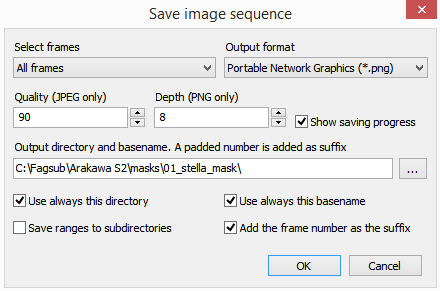 Save image sequence
Select frames
Output format
All frames
Portable Network Graphics (*.png)
Quality (JPEG only)
Depth (PNG only)
90
8
Show saving progress
Output directory and basename. A padded number is added as suffix
C:\Fagsub\Arakawa S2\masks\01_stella_mask\
...
Use always this directory
Use always this basename
Save ranges to subdirectories
Add the frame number as the suffix
OK
Cancel